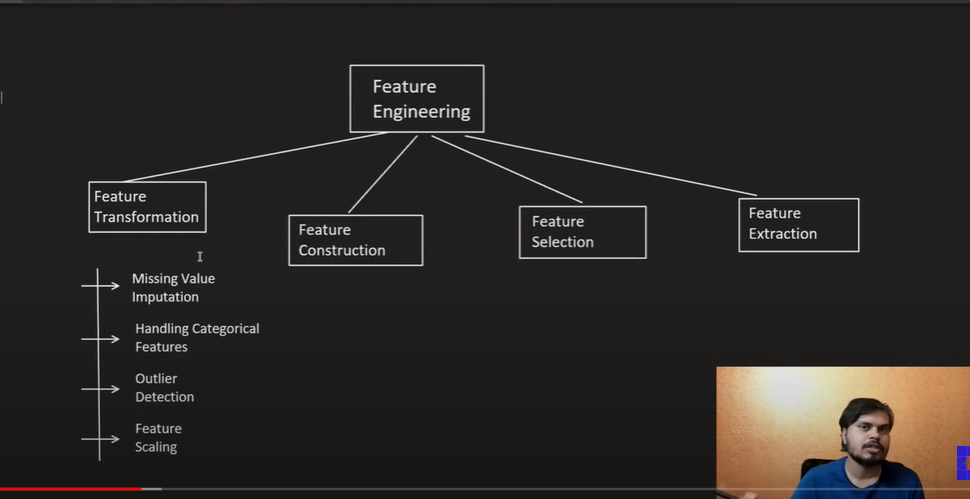 Feature
Engineering
Feature
Transformation
Feature
Construction
Feature
Selection
Feature
Extraction
Missing Value
Imputation
Handling Categorical
Features
Outlier
Detection
Feature
Scaling